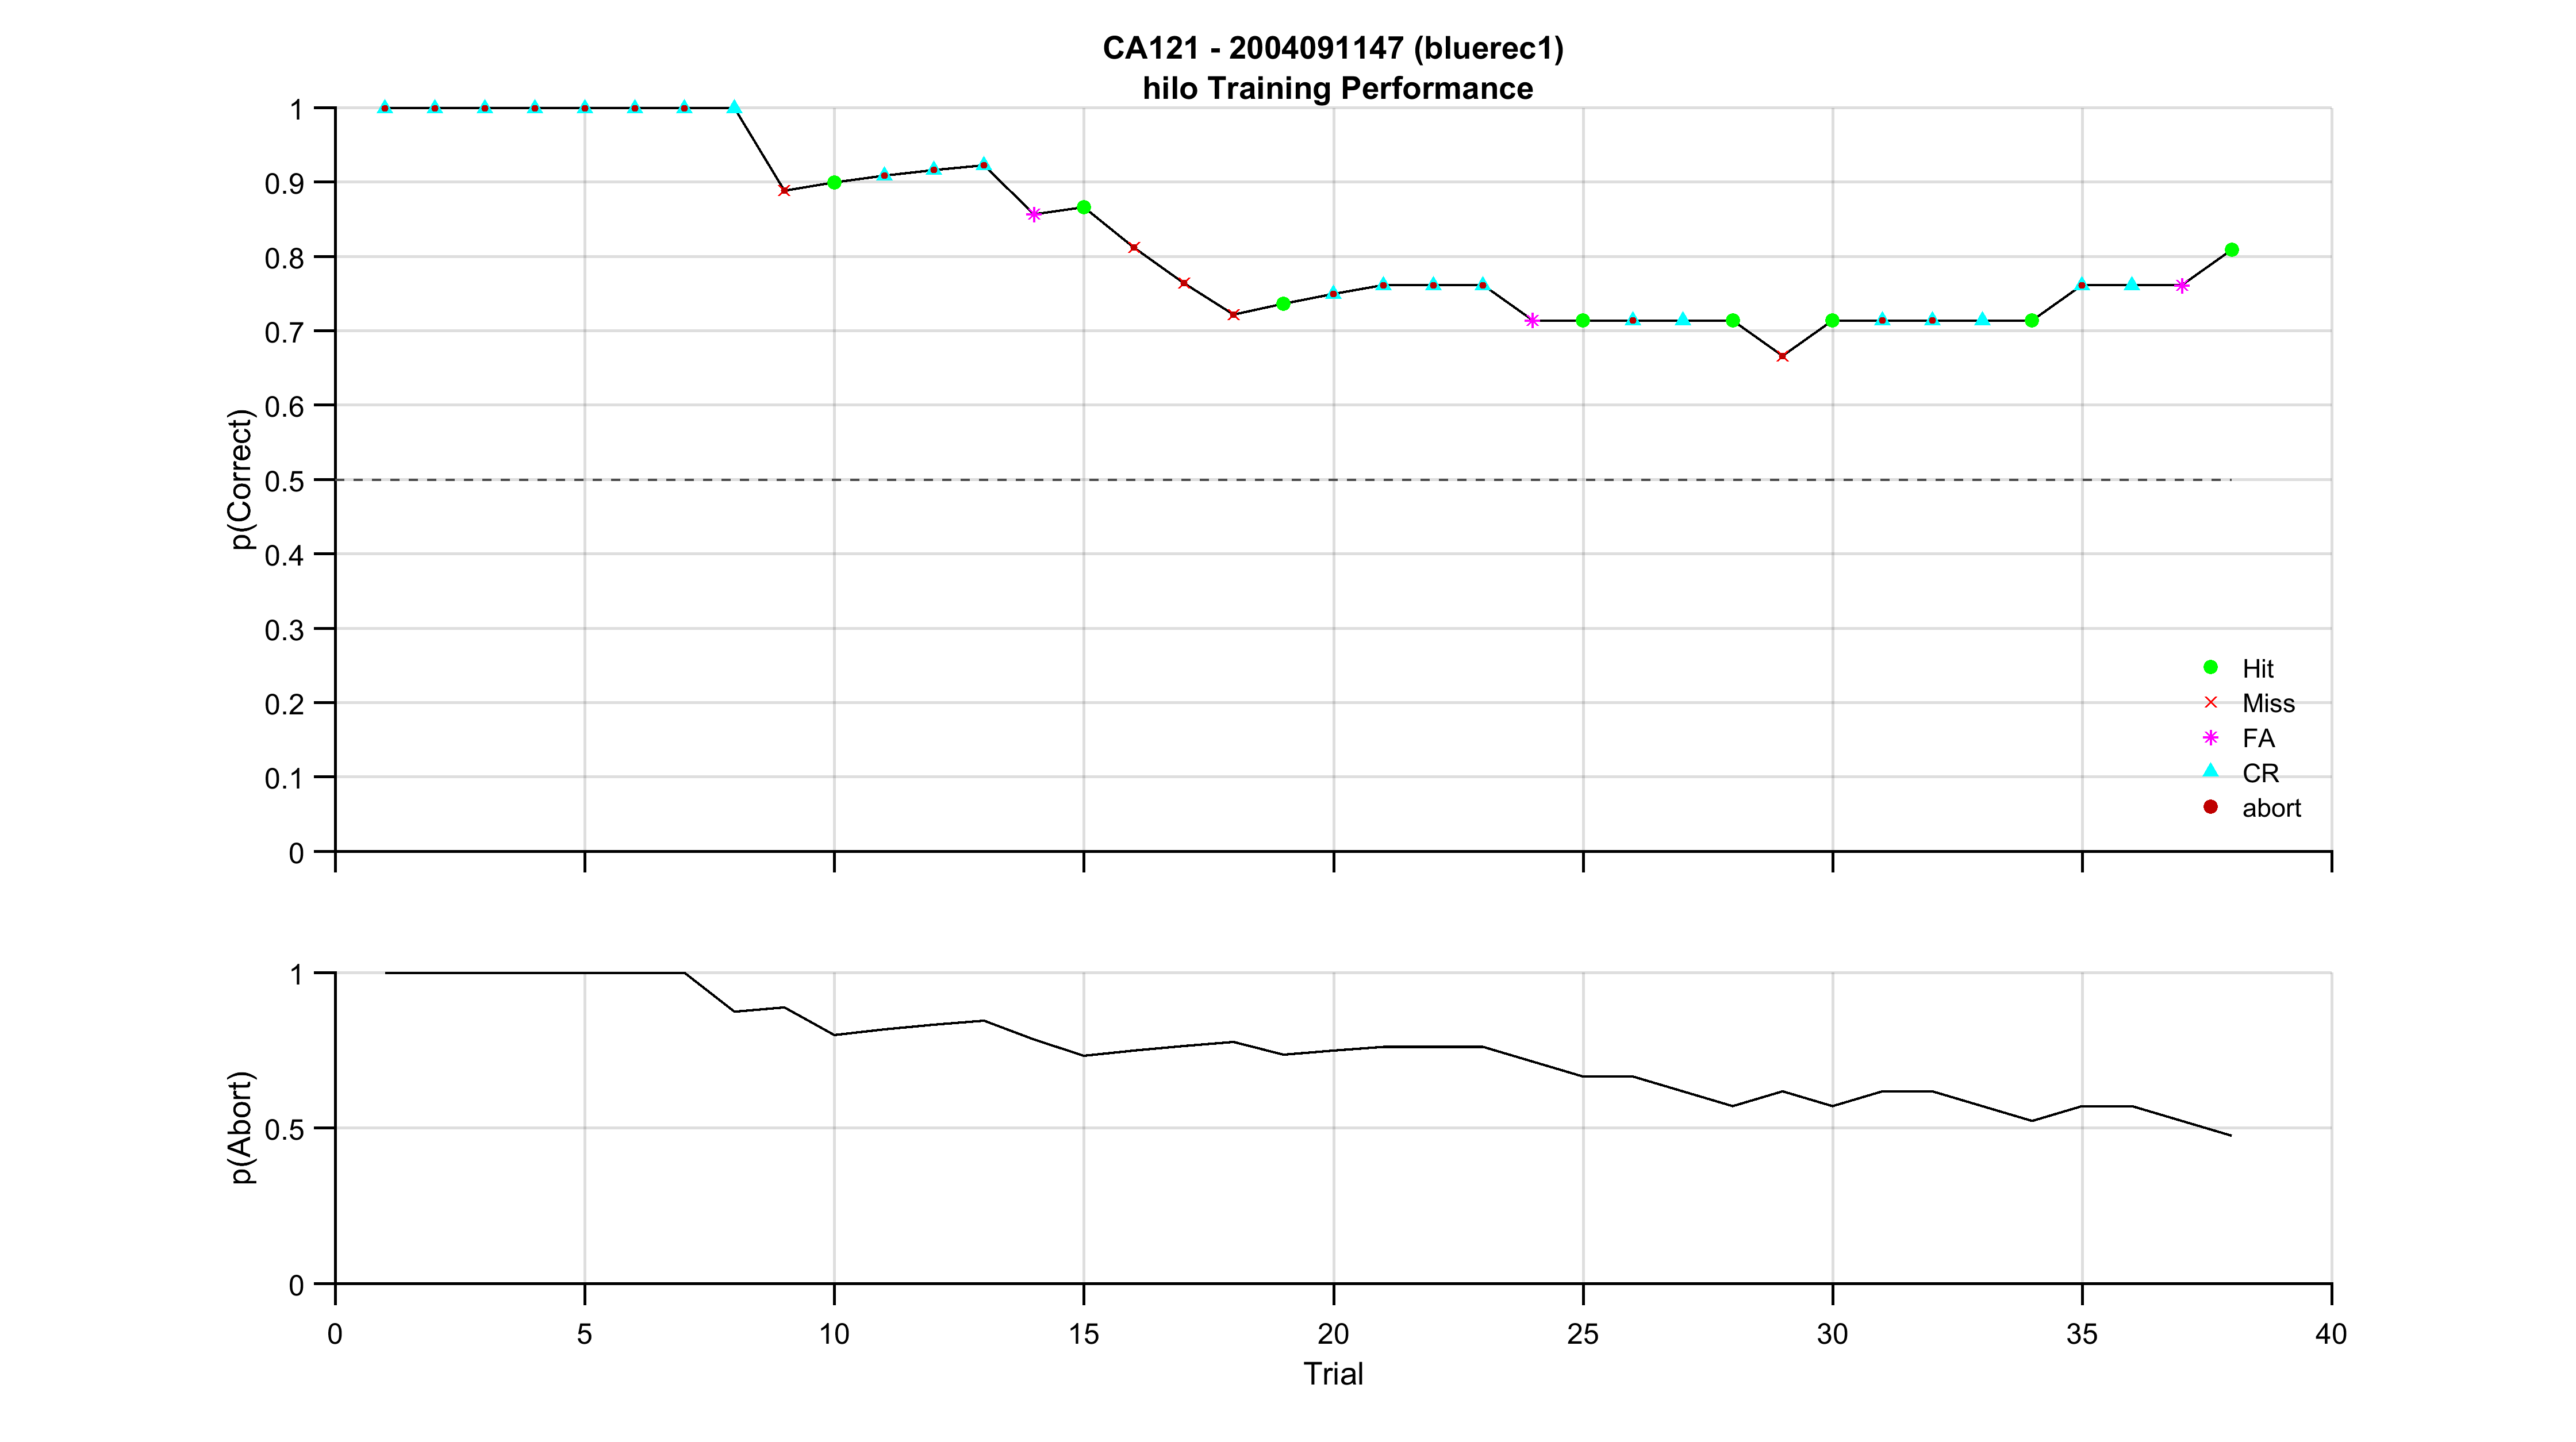 CA121 - 2004091147 (bluerec1)
hilo Training Performance
1
0.9
0.8
0.7
0.6
0.5
0.4
0.3
0.2
0.1
0
p(Correct)
Hit
Miss
FA
CR
abort
1
0.5
0
p(Abort)
0 5 10 15 20 25 30 35 40
Trial